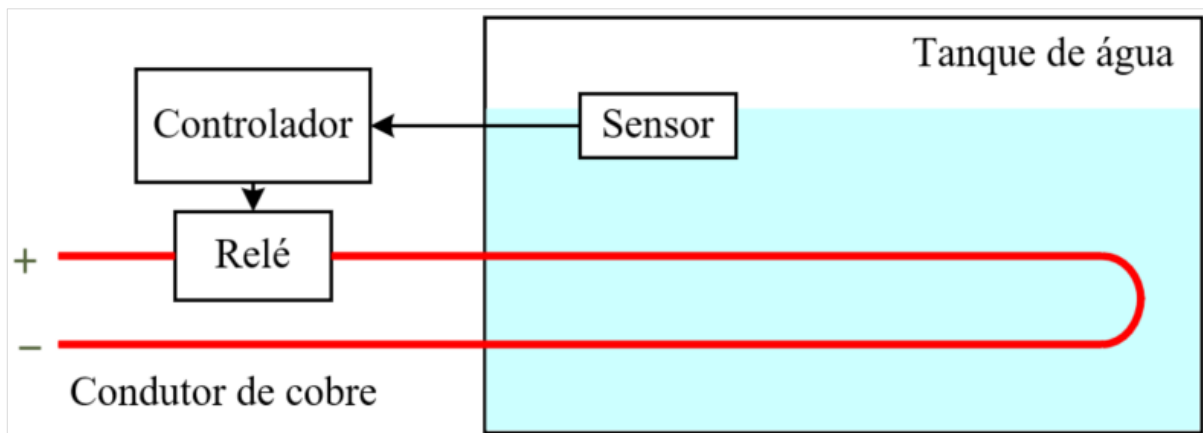 Tanque de água
Controlador
Sensor
Relé
+
−
Condutor de cobre